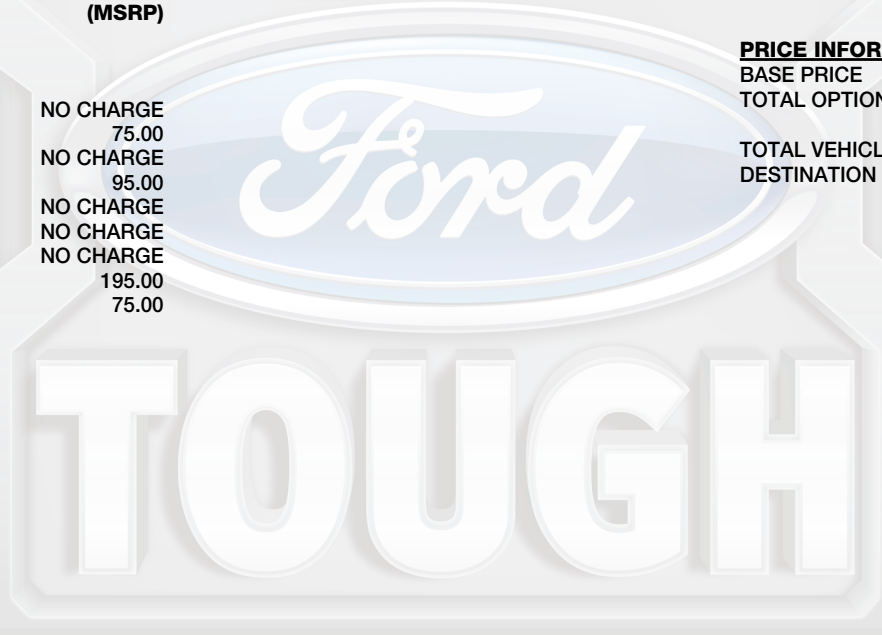 (MSRP)
NO CHARGE
75.00
NO CHARGE
95.00
NO CHARGE
NO CHARGE
NO CHARGE
195.00
75.00
PRICE INFOR
BASE PRICE
TOTAL OPTION
TOTAL VEHICL
DESTINATION
Ford
TOUGH